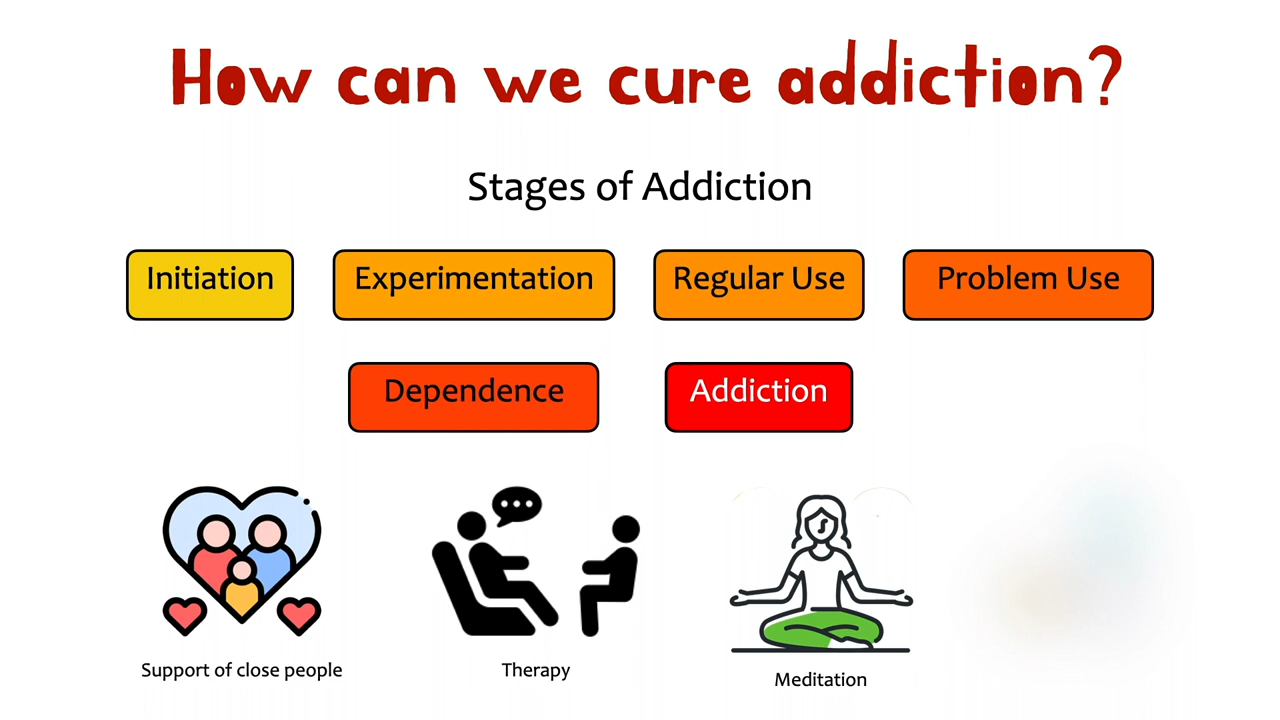 How can we cure addiction?
Stages of Addiction
Initiation
Experimentation
Regular Use
Problem Use
Dependence
Addiction
Support of close people
Therapy
Meditation